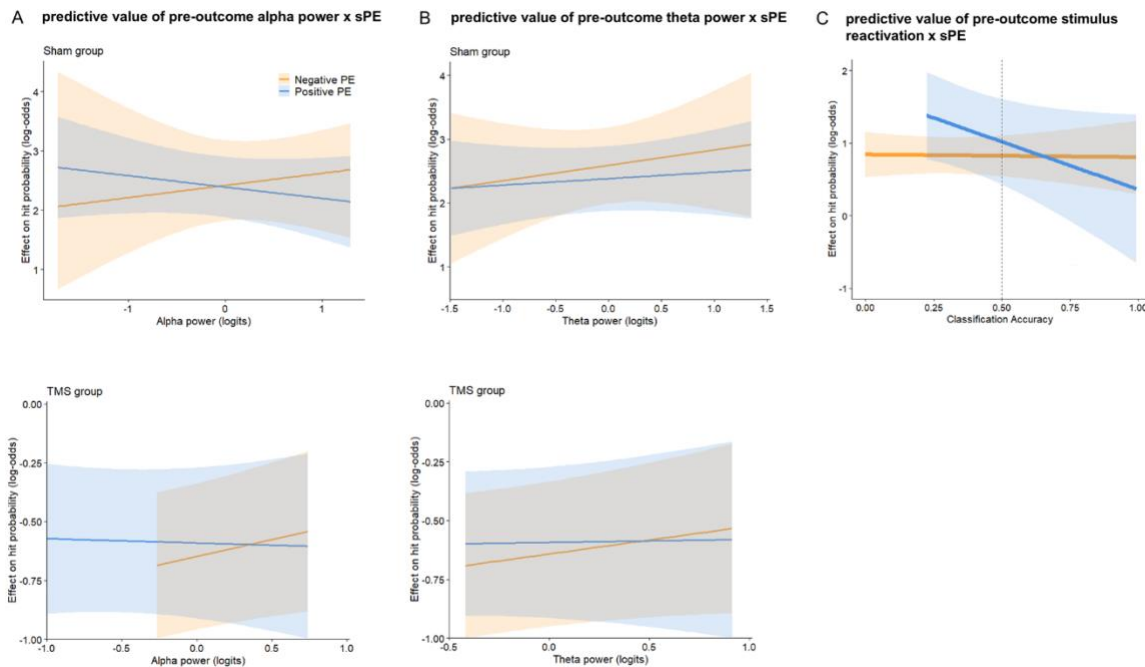 A predictive value of pre-outcome alpha power x sPE
Sham group
Negative PE
Positive PE
Effect on hit probability (log-odds)
4
3
2
1
-1 0 1
Alpha power (logits)
B predictive value of pre-outcome theta power x sPE
Sham group
Effect on hit probability (log-odds)
4
3
2
1
-1.5 -1.0 -0.5 0.0 0.5 1.0 1.5
Theta power (logits)
C predictive value of pre-outcome stimulus
reactivation x sPE
Effect on hit probability (log-odds)
2
1
0
-1
0.00 0.25 0.50 0.75 1.00
Classification Accuracy
TMS group
Effect on hit probability (log-odds)
0.00
-0.25
-0.50
-0.75
-1.00
-1.0 -0.5 0.0 0.5 1.0
Alpha power (logits)
TMS group
Effect on hit probability (log-odds)
0.00
-0.25
-0.50
-0.75
-1.00
-0.5 0.0 0.5 1.0
Theta power (logits)